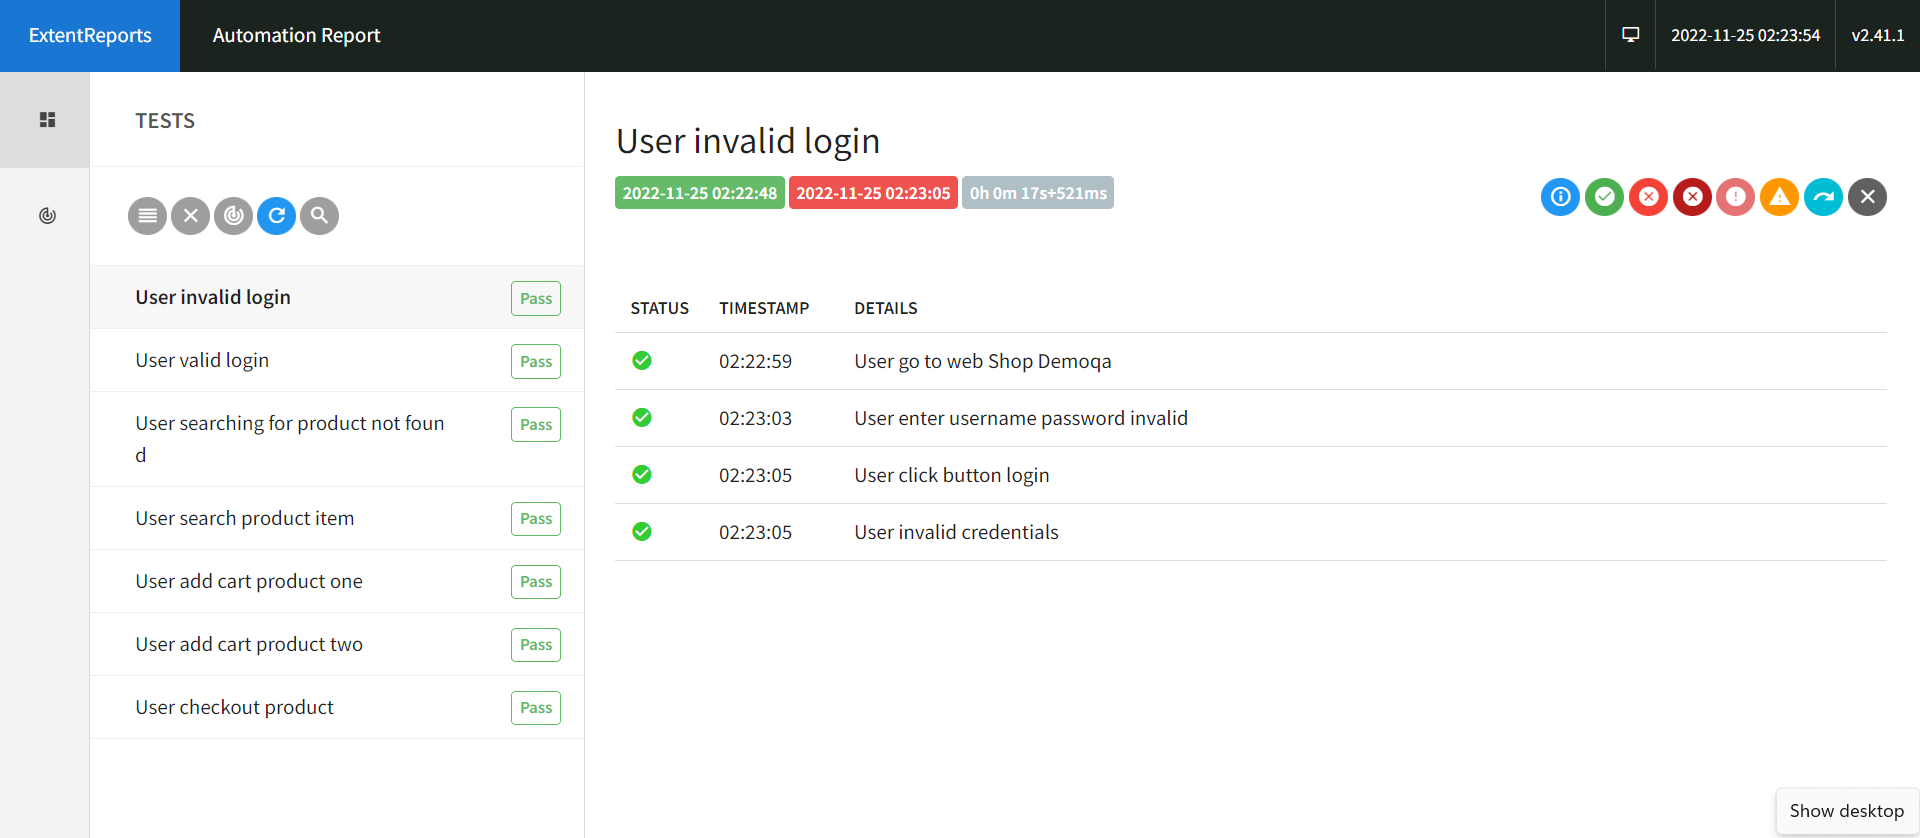 ExtentReports
Automation Report
2022-11-25 02:23:54
v2.41.1
TESTS
User invalid login
Pass
User valid login
Pass
User searching for product not foun
d
Pass
User search product item
Pass
User add cart product one
Pass
User add cart product two
Pass
User checkout product
Pass
User invalid login
2022-11-25 02:22:48
2022-11-25 02:23:05
0h 0m 17s+521ms
STATUS TIMESTAMP DETAILS
02:22:59 User go to web Shop Demoqa
02:23:03 User enter username password invalid
02:23:05 User click button login
02:23:05 User invalid credentials
Show desktop